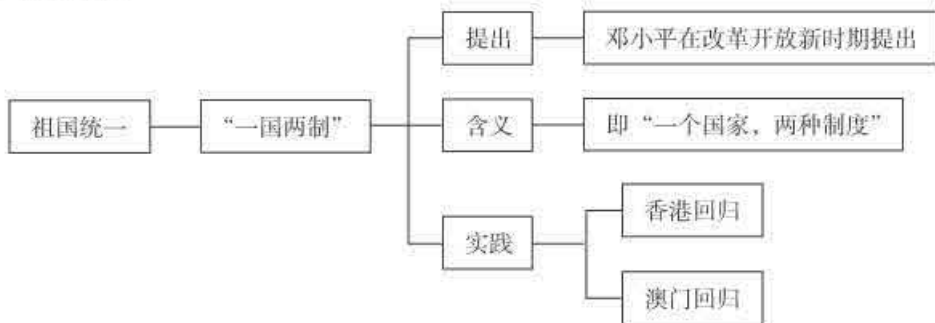 提出
邓小平在改革开放新时期提出
祖国统一
“一国两制”
含义
即“一个国家，两种制度”
实践
香港回归
澳门回归